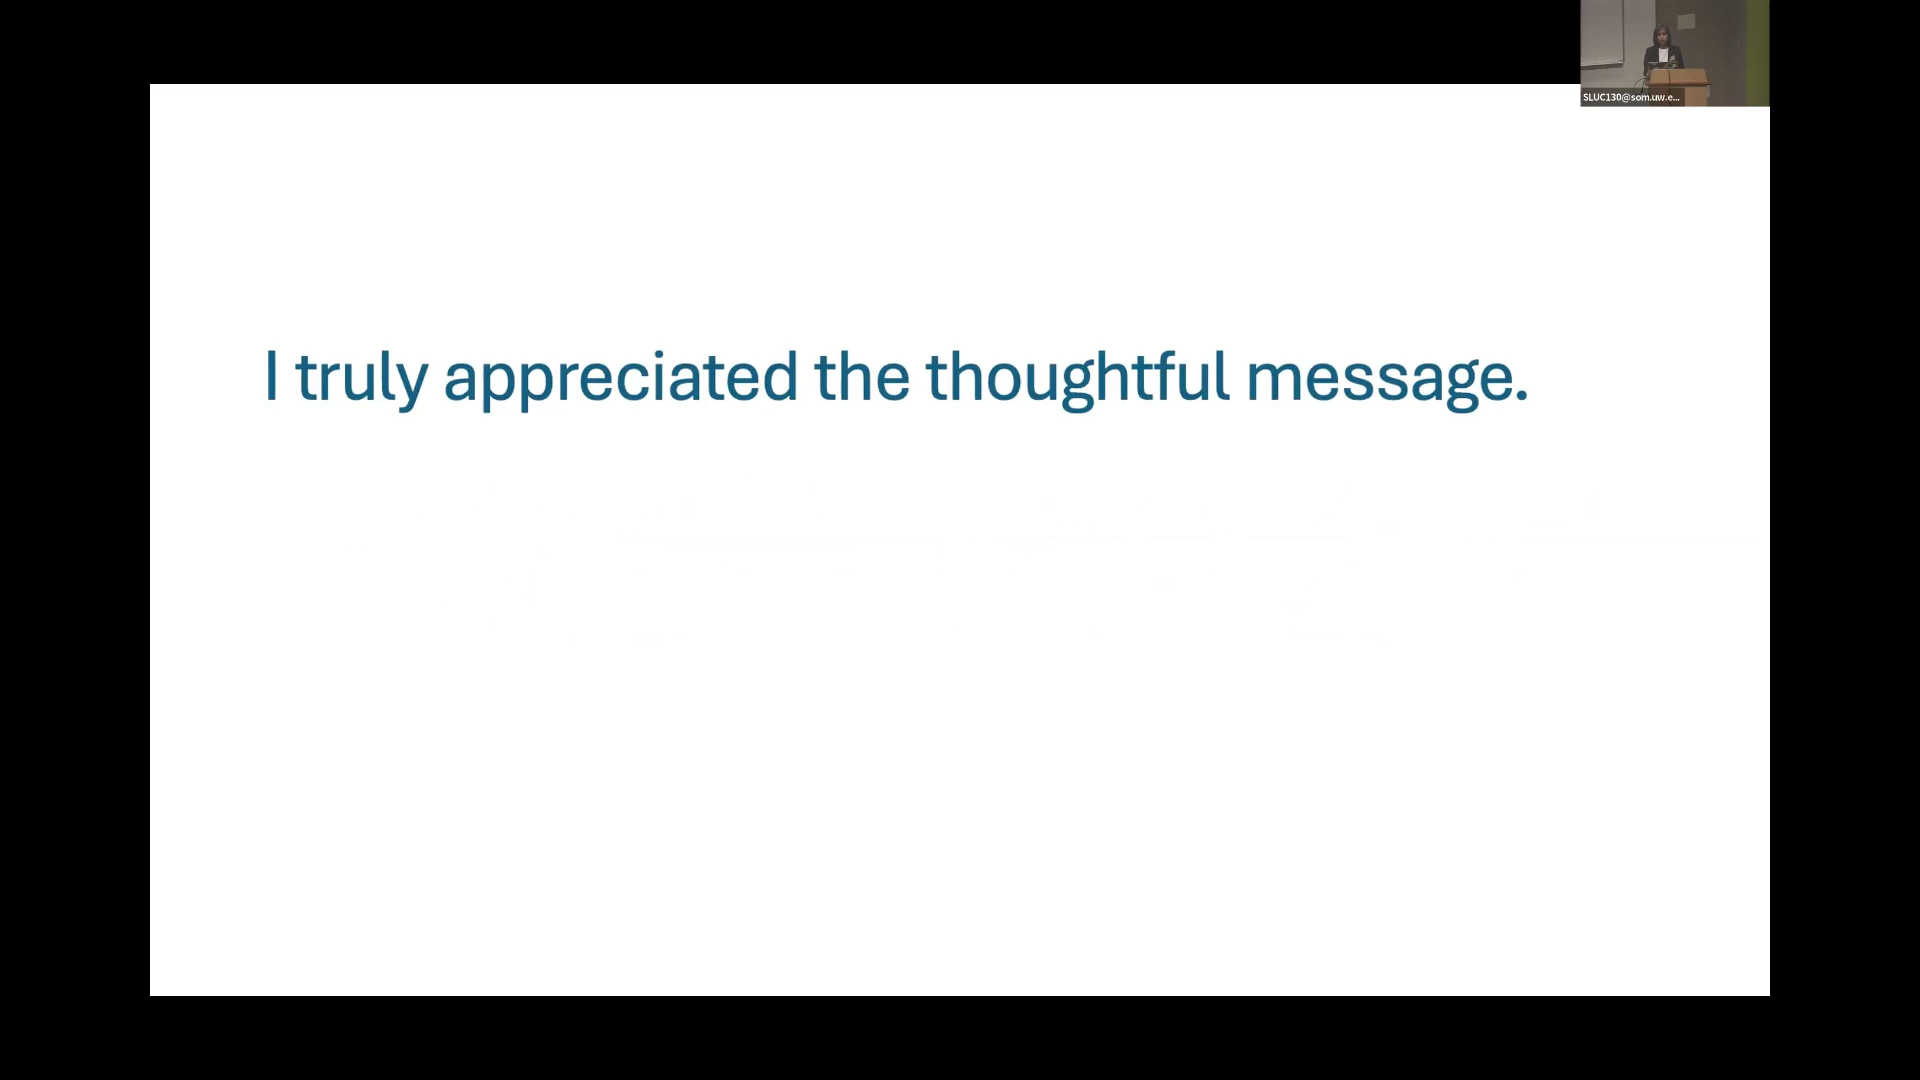 SLUC130@som.uw.e...
I truly appreciated the thoughtful message.